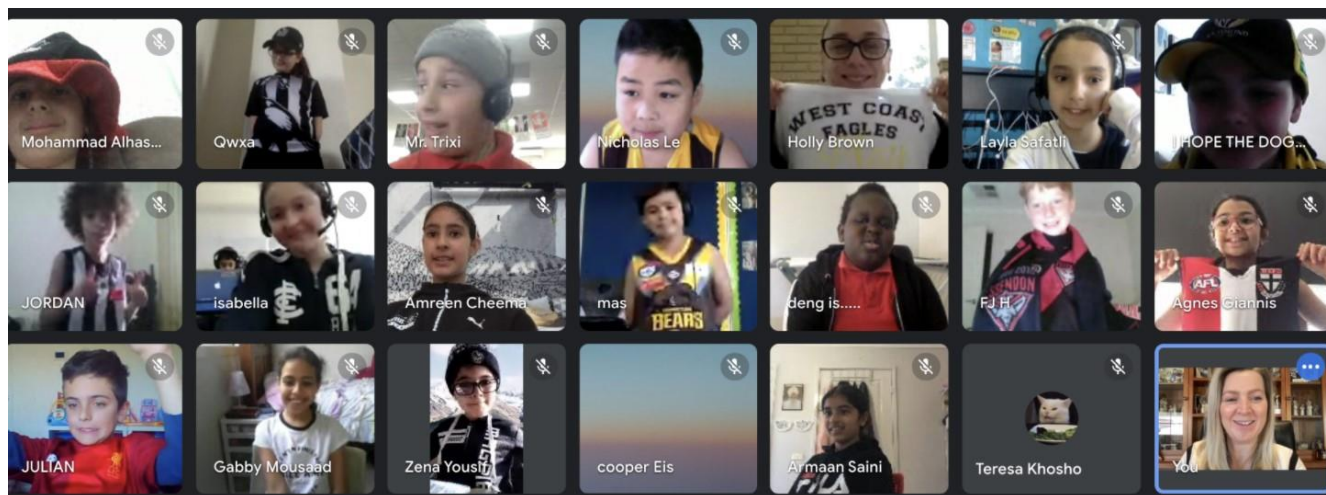 Mohammad Alhas...
Qwxa
Mr. Trixi
Nicholas Le
WEST COAST
EAGLES
Holly Brown
Layla Safatli
I HOPE THE DOG...
JORDAN
isabella
Amreen Cheema
mas
BEARS
deng is.....
FJ H
ESSENDON
AFL
Agnes Giannis
JULIAN
Gabby Mousaad
Zena Yousif
cooper Eis
FILA
Armaan Saini
Teresa Khosho
You